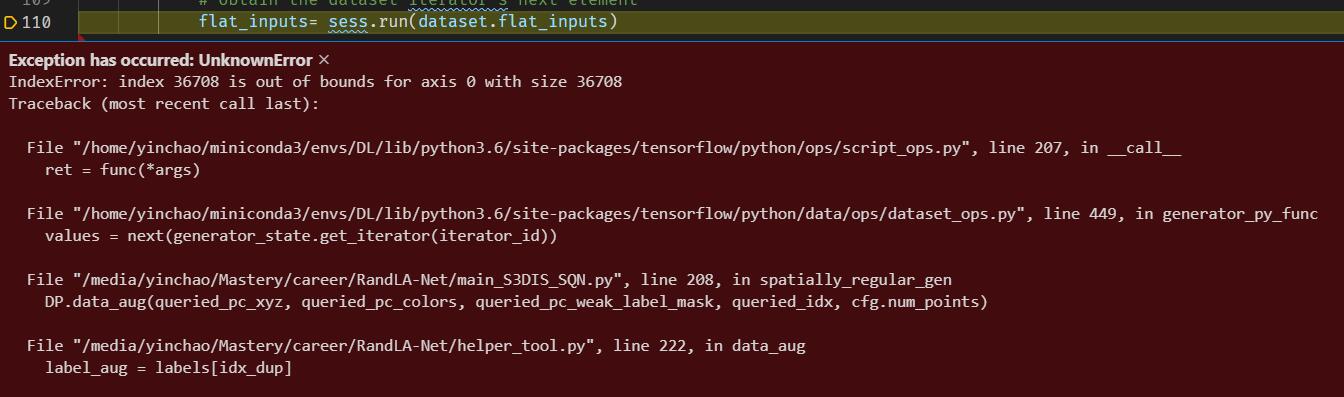 # Obtain the dataset iterator's next element
110 flat_inputs= sess.run(dataset.flat_inputs)
Exception has occurred: UnknownError ×
IndexError: index 36708 is out of bounds for axis 0 with size 36708
Traceback (most recent call last):
File "/home/yinchao/miniconda3/envs/DL/lib/python3.6/site-packages/tensorflow/python/ops/script_ops.py", line 207, in __call__
ret = func(*args)
File "/home/yinchao/miniconda3/envs/DL/lib/python3.6/site-packages/tensorflow/python/data/ops/dataset_ops.py", line 449, in generator_py_func
values = next(generator_state.get_iterator(iterator_id))
File "/media/yinchao/Mastery/career/RandLA-Net/main_S3DIS_SQN.py", line 208, in spatially_regular_gen
DP.data_aug(queried_pc_xyz, queried_pc_colors, queried_pc_weak_label_mask, queried_idx, cfg.num_points)
File "/media/yinchao/Mastery/career/RandLA-Net/helper_tool.py", line 222, in data_aug
label_aug = labels[idx_dup]